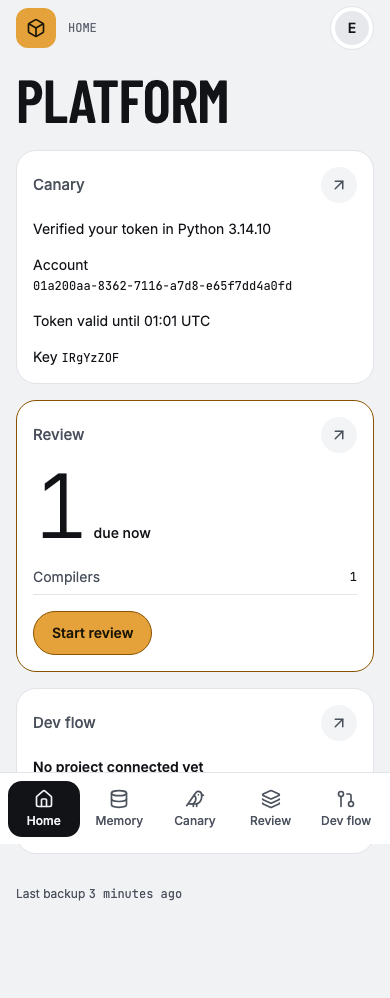 HOME
E
PLATFORM
Canary
Verified your token in Python 3.14.10
Account
01a200aa-8362-7116-a7d8-e65f7dd4a0fd
Token valid until 01:01 UTC
Key IRgYzZOF
Review
1 due now
Compilers 1
Start review
Dev flow
No project connected yet
Home Memory Canary Review Dev flow
Last backup 3 minutes ago